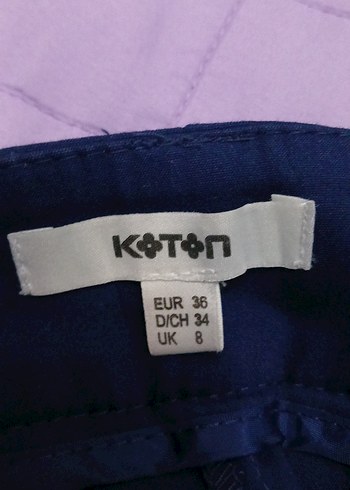 KOTON
EUR 36
D/CH 34
UK 8